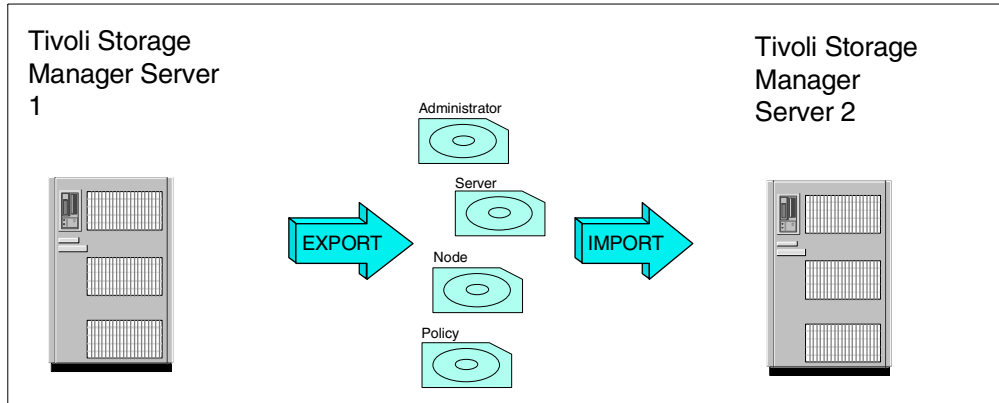 Tivoli Storage
Manager Server
1
Tivoli Storage
Manager
Server 2
Administrator
Server
EXPORT
IMPORT
Node
Policy